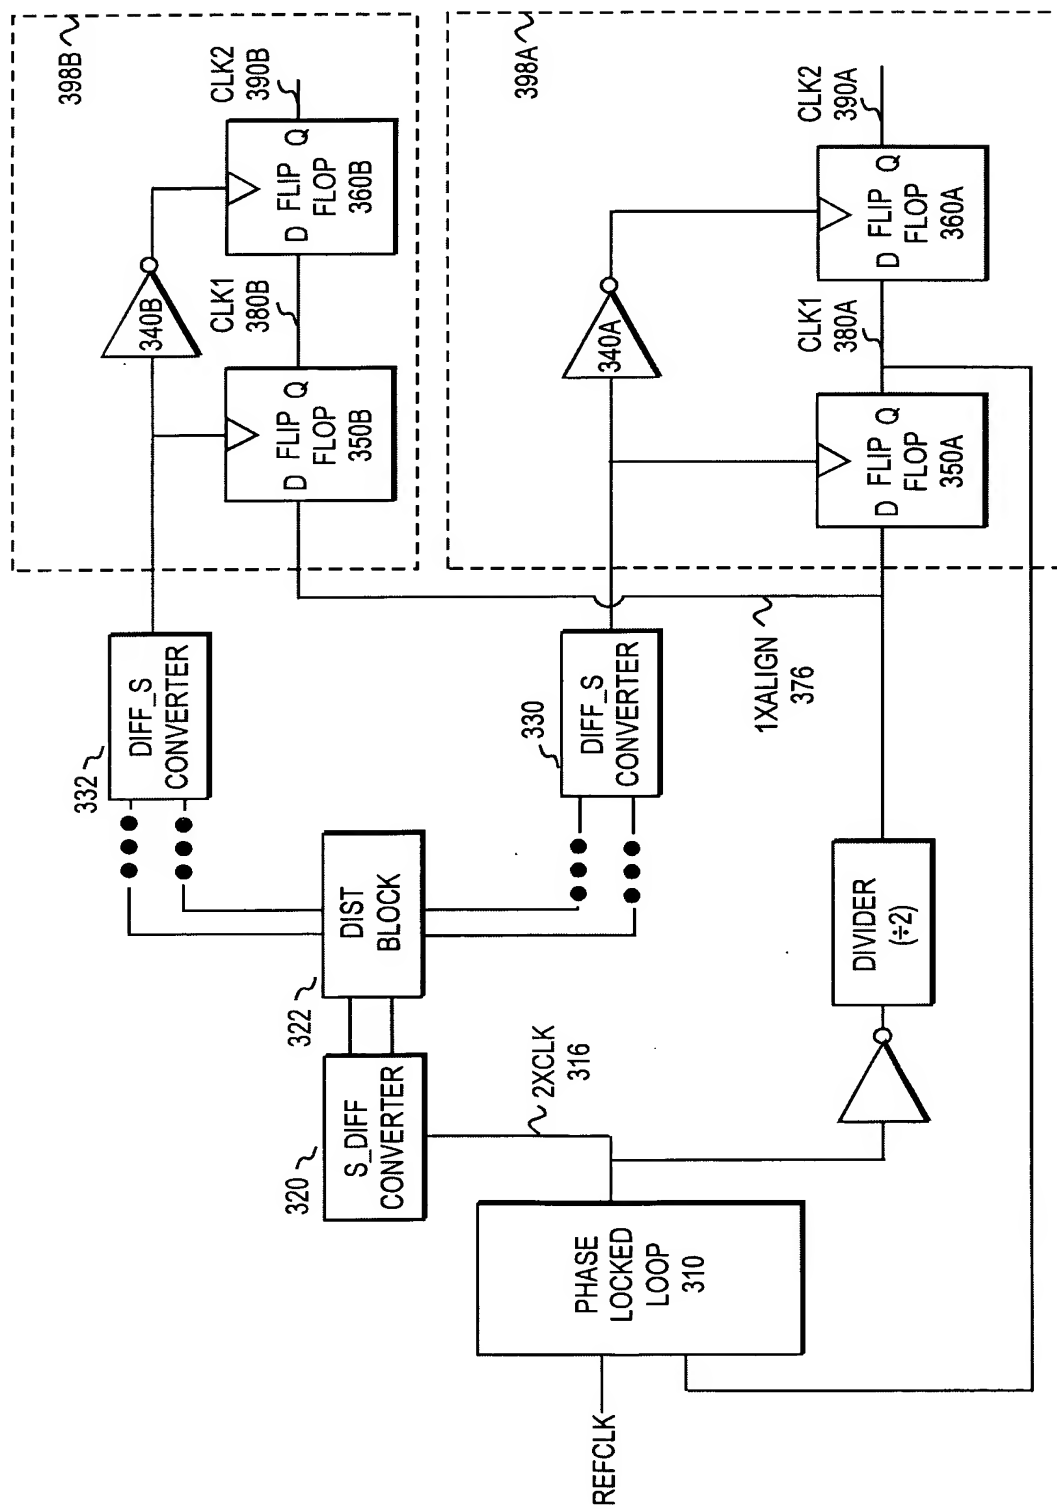 REFCLK
PHASE
LOCKED
LOOP
310
2XCLK
316
320
S_DIFF
CONVERTER
322
DIST
BLOCK
332
DIFF_S
CONVERTER
330
DIFF_S
CONVERTER
DIVIDER
(÷2)
1XALIGN
376
398B
340B
D FLIP Q
FLOP
350B
CLK1
380B
D FLIP Q
FLOP
360B
CLK2
390B
398A
340A
D FLIP Q
FLOP
350A
CLK1
380A
D FLIP Q
FLOP
360A
CLK2
390A